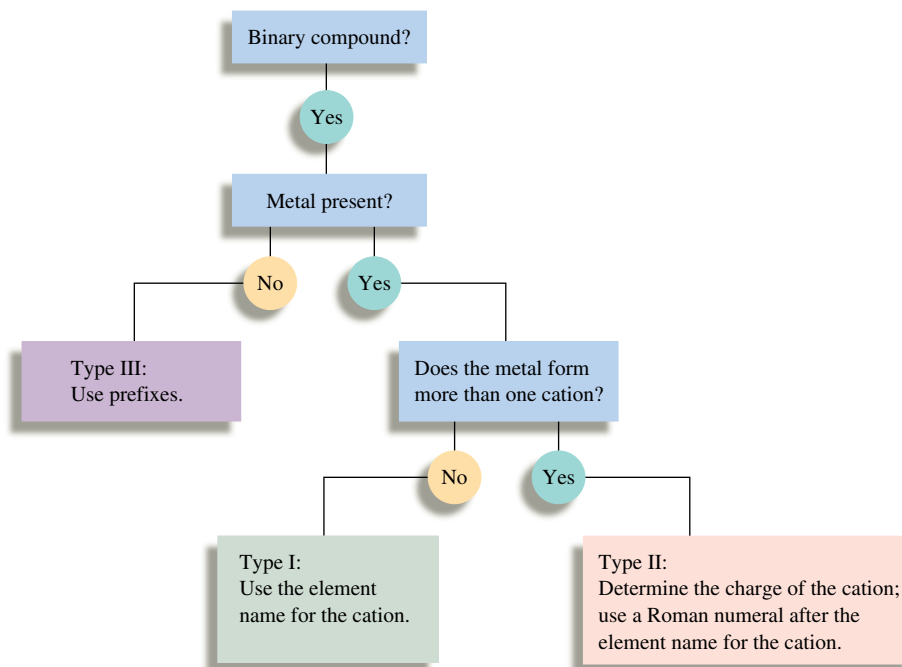 Binary compound?
Yes
Metal present?
No
Yes
Type III:
Use prefixes.
Does the metal form
more than one cation?
No
Yes
Type I:
Use the element
name for the cation.
Type II:
Determine the charge of the cation;
use a Roman numeral after the
element name for the cation.